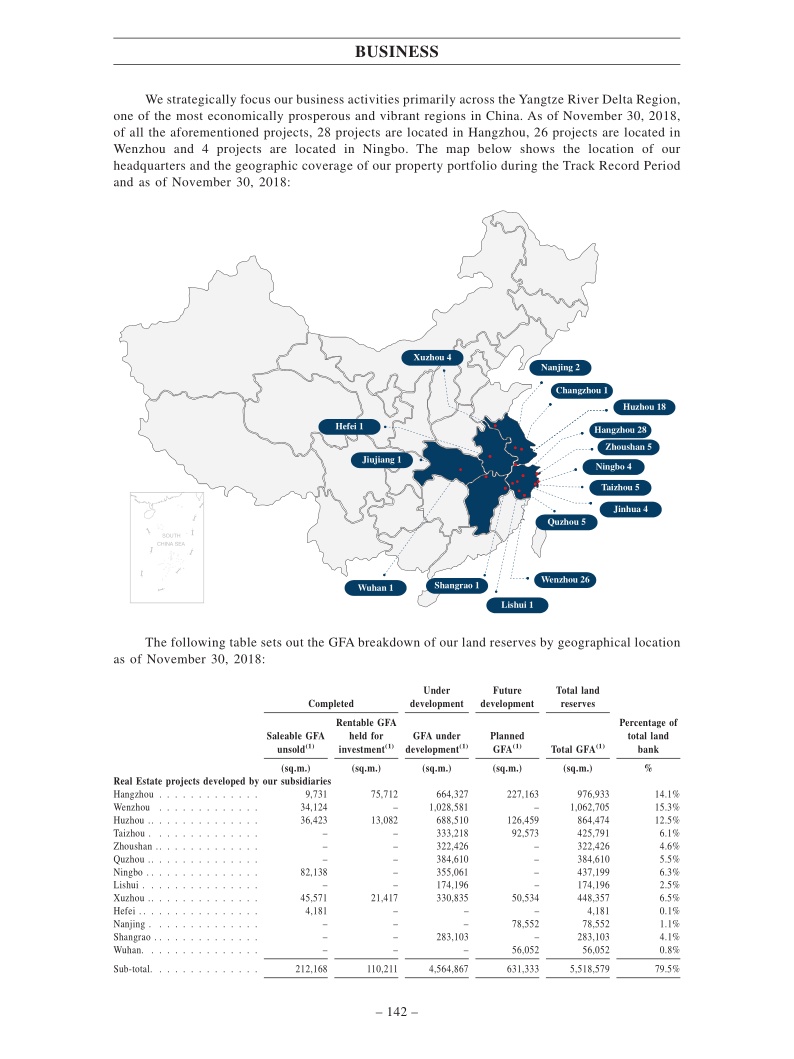 BUSINESS
We strategically focus our business activities primarily across the Yangtze River Delta Region,
one of the most economically prosperous and vibrant regions in China. As of November 30, 2018,
of all the aforementioned projects, 28 projects are located in Hangzhou, 26 projects are located in
Wenzhou and 4 projects are located in Ningbo. The map below shows the location of our
headquarters and the geographic coverage of our property portfolio during the Track Record Period
and as of November 30, 2018:
Xuzhou 4
Nanjing 2
Changzhou 1
Huzhou 18
Hefei 1
Hangzhou 28
Zhoushan 5
Jiujiang 1
Ningbo 4
Taizhou 5
Jinhua 4
Quzhou 5
SOUTH
CHINA SEA
Wenzhou 26
Wuhan 1
Shangrao 1
Lishui 1
The following table sets out the GFA breakdown of our land reserves by geographical location
as of November 30, 2018:
Completed Under development Future development Total land reserves
Saleable GFA unsold(1) Rentable GFA held for investment(1) GFA under development(1) Planned GFA(1) Total GFA(1) Percentage of total land bank
(sq.m.) (sq.m.) (sq.m.) (sq.m.) (sq.m.) %
Real Estate projects developed by our subsidiaries
Hangzhou . . . . . . . . . . . . . 9,731 75,712 664,327 227,163 976,933 14.1%
Wenzhou . . . . . . . . . . . . . 34,124 – 1,028,581 – 1,062,705 15.3%
Huzhou . . . . . . . . . . . . . . . 36,423 13,082 688,510 126,459 864,474 12.5%
Taizhou . . . . . . . . . . . . . . – – 333,218 92,573 425,791 6.1%
Zhoushan . . . . . . . . . . . . . . – – 322,426 – 322,426 4.6%
Quzhou . . . . . . . . . . . . . . . – – 384,610 – 384,610 5.5%
Ningbo . . . . . . . . . . . . . . . 82,138 – 355,061 – 437,199 6.3%
Lishui . . . . . . . . . . . . . . . – – 174,196 – 174,196 2.5%
Xuzhou . . . . . . . . . . . . . . . 45,571 21,417 330,835 50,534 448,357 6.5%
Hefei . . . . . . . . . . . . . . . . 4,181 – – – 4,181 0.1%
Nanjing . . . . . . . . . . . . . . – – – 78,552 78,552 1.1%
Shangrao . . . . . . . . . . . . . . – – 283,103 – 283,103 4.1%
Wuhan. . . . . . . . . . . . . . . – – – 56,052 56,052 0.8%
Sub-total. . . . . . . . . . . . . . 212,168 110,211 4,564,867 631,333 5,518,579 79.5%
– 142 –